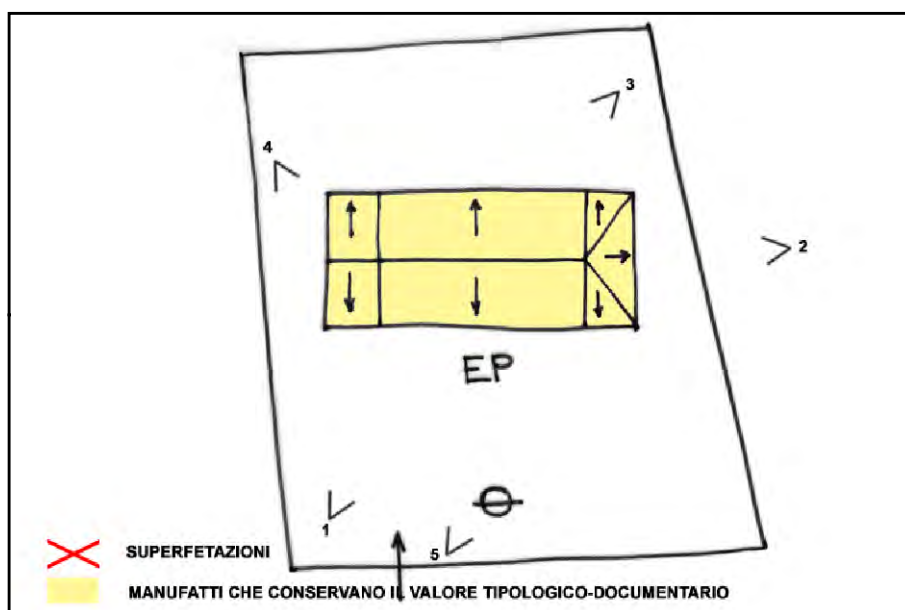 3
4
2
EP
1
5
SUPERFETAZIONI
MANUFATTI CHE CONSERVANO IL VALORE TIPOLOGICO-DOCUMENTARIO